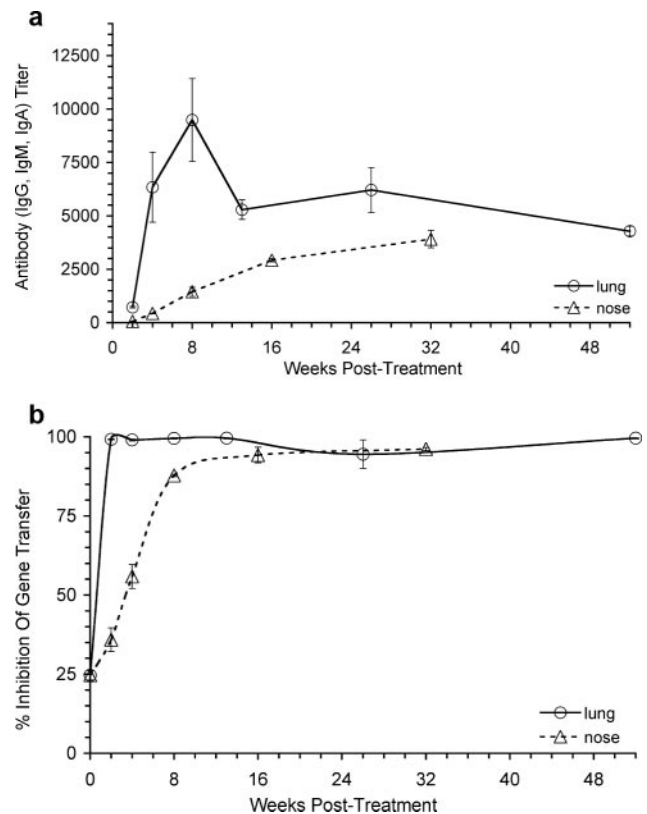 a
Antibody (IgG, IgM, IgA) Titer
12500
10000
7500
5000
2500
0
0 8 16 24 32 40 48
Weeks Post-Treatment
lung
nose
b
% Inhibition Of Gene Transfer
100
75
50
25
0
0 8 16 24 32 40 48
Weeks Post-Treatment
lung
nose